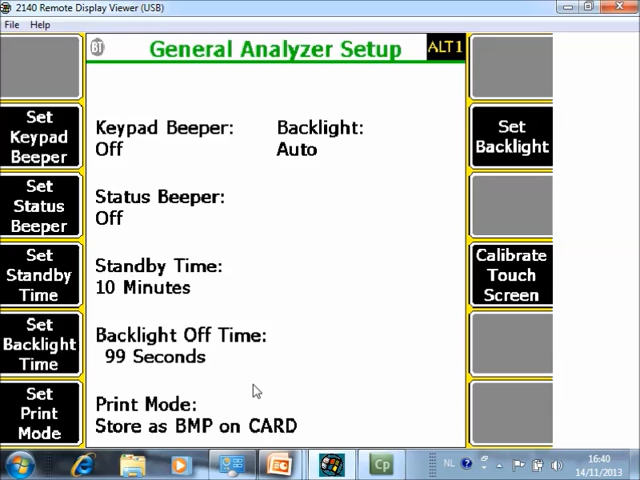 2140 Remote Display Viewer (USB)
File Help
BT
General Analyzer Setup
ALT1
Set
Keypad
Beeper
Keypad Beeper:
Off
Backlight:
Auto
Set
Backlight
Set
Status
Beeper
Status Beeper:
Off
Set
Standby
Time
Standby Time:
10 Minutes
Calibrate
Touch
Screen
Set
Backlight
Time
Backlight Off Time:
99 Seconds
Set
Print
Mode
Print Mode:
Store as BMP on CARD
Cp
NL
16:40
14/11/2013